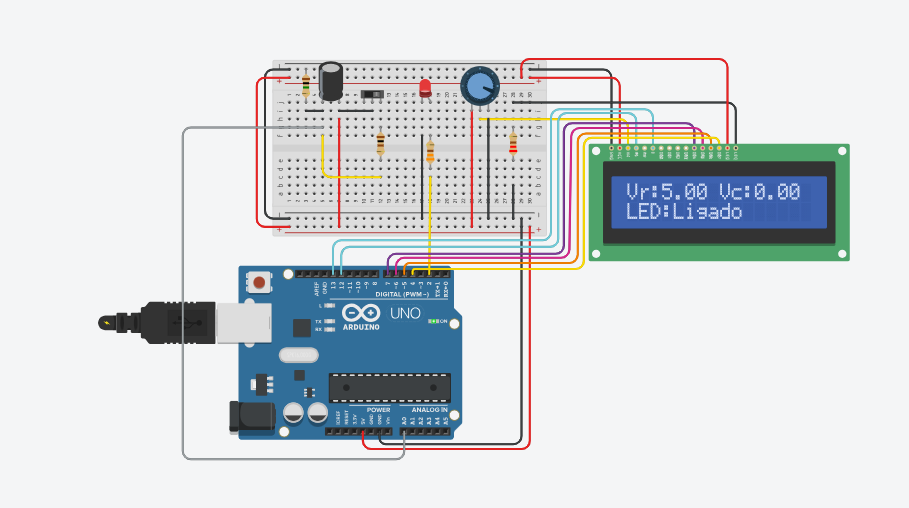 Vr:5.00 Vc:0.00
LED:Ligado
AREF
GND
13
12
~11
~10
~9
8
7
~6
~5
4
~3
2
TX→1
RX←0
DIGITAL (PWM~)
L
TX
RX
UNO
ARDUINO
ON
POWER
ANALOG IN
IOREF
RESET
3.3V
5V
GND
GND
Vin
A0
A1
A2
A3
A4
A5